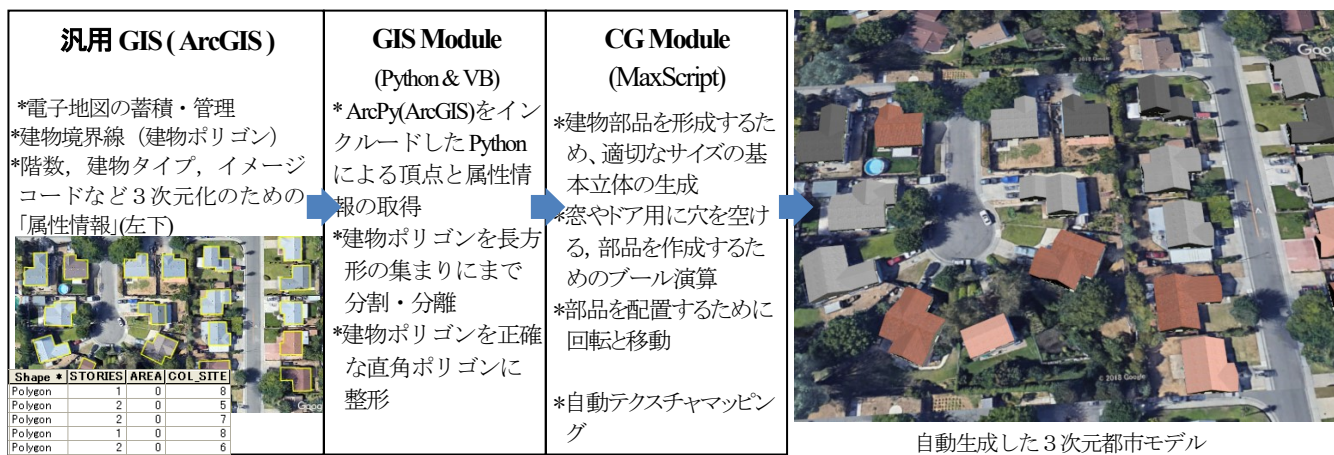 汎用 GIS ( ArcGIS )
*電子地図の蓄積・管理
*建物境界線（建物ポリゴン）
*階数，建物タイプ，イメージ
コードなど３次元化のための
「属性情報」(左下)
Shape * STORIES AREA COL_SITE
Polygon 1 0 8
Polygon 2 0 5
Polygon 2 0 7
Polygon 1 0 8
Polygon 2 0 6
GIS Module
(Python & VB)
* ArcPy(ArcGIS)をイン
クルードした Python
による頂点と属性情
報の取得
*建物ポリゴンを長方
形の集まりにまで
分割・分離
*建物ポリゴンを正確
な直角ポリゴンに
整形
CG Module
(MaxScript)
*建物部品を形成するた
め、適切なサイズの基
本立体の生成
*窓やドア用に穴を空け
る, 部品を作成するた
めのブール演算
*部品を配置するために
回転と移動
*自動テクスチャマッピン
グ
© 2018 Google
© 2018 Google
自動生成した３次元都市モデル